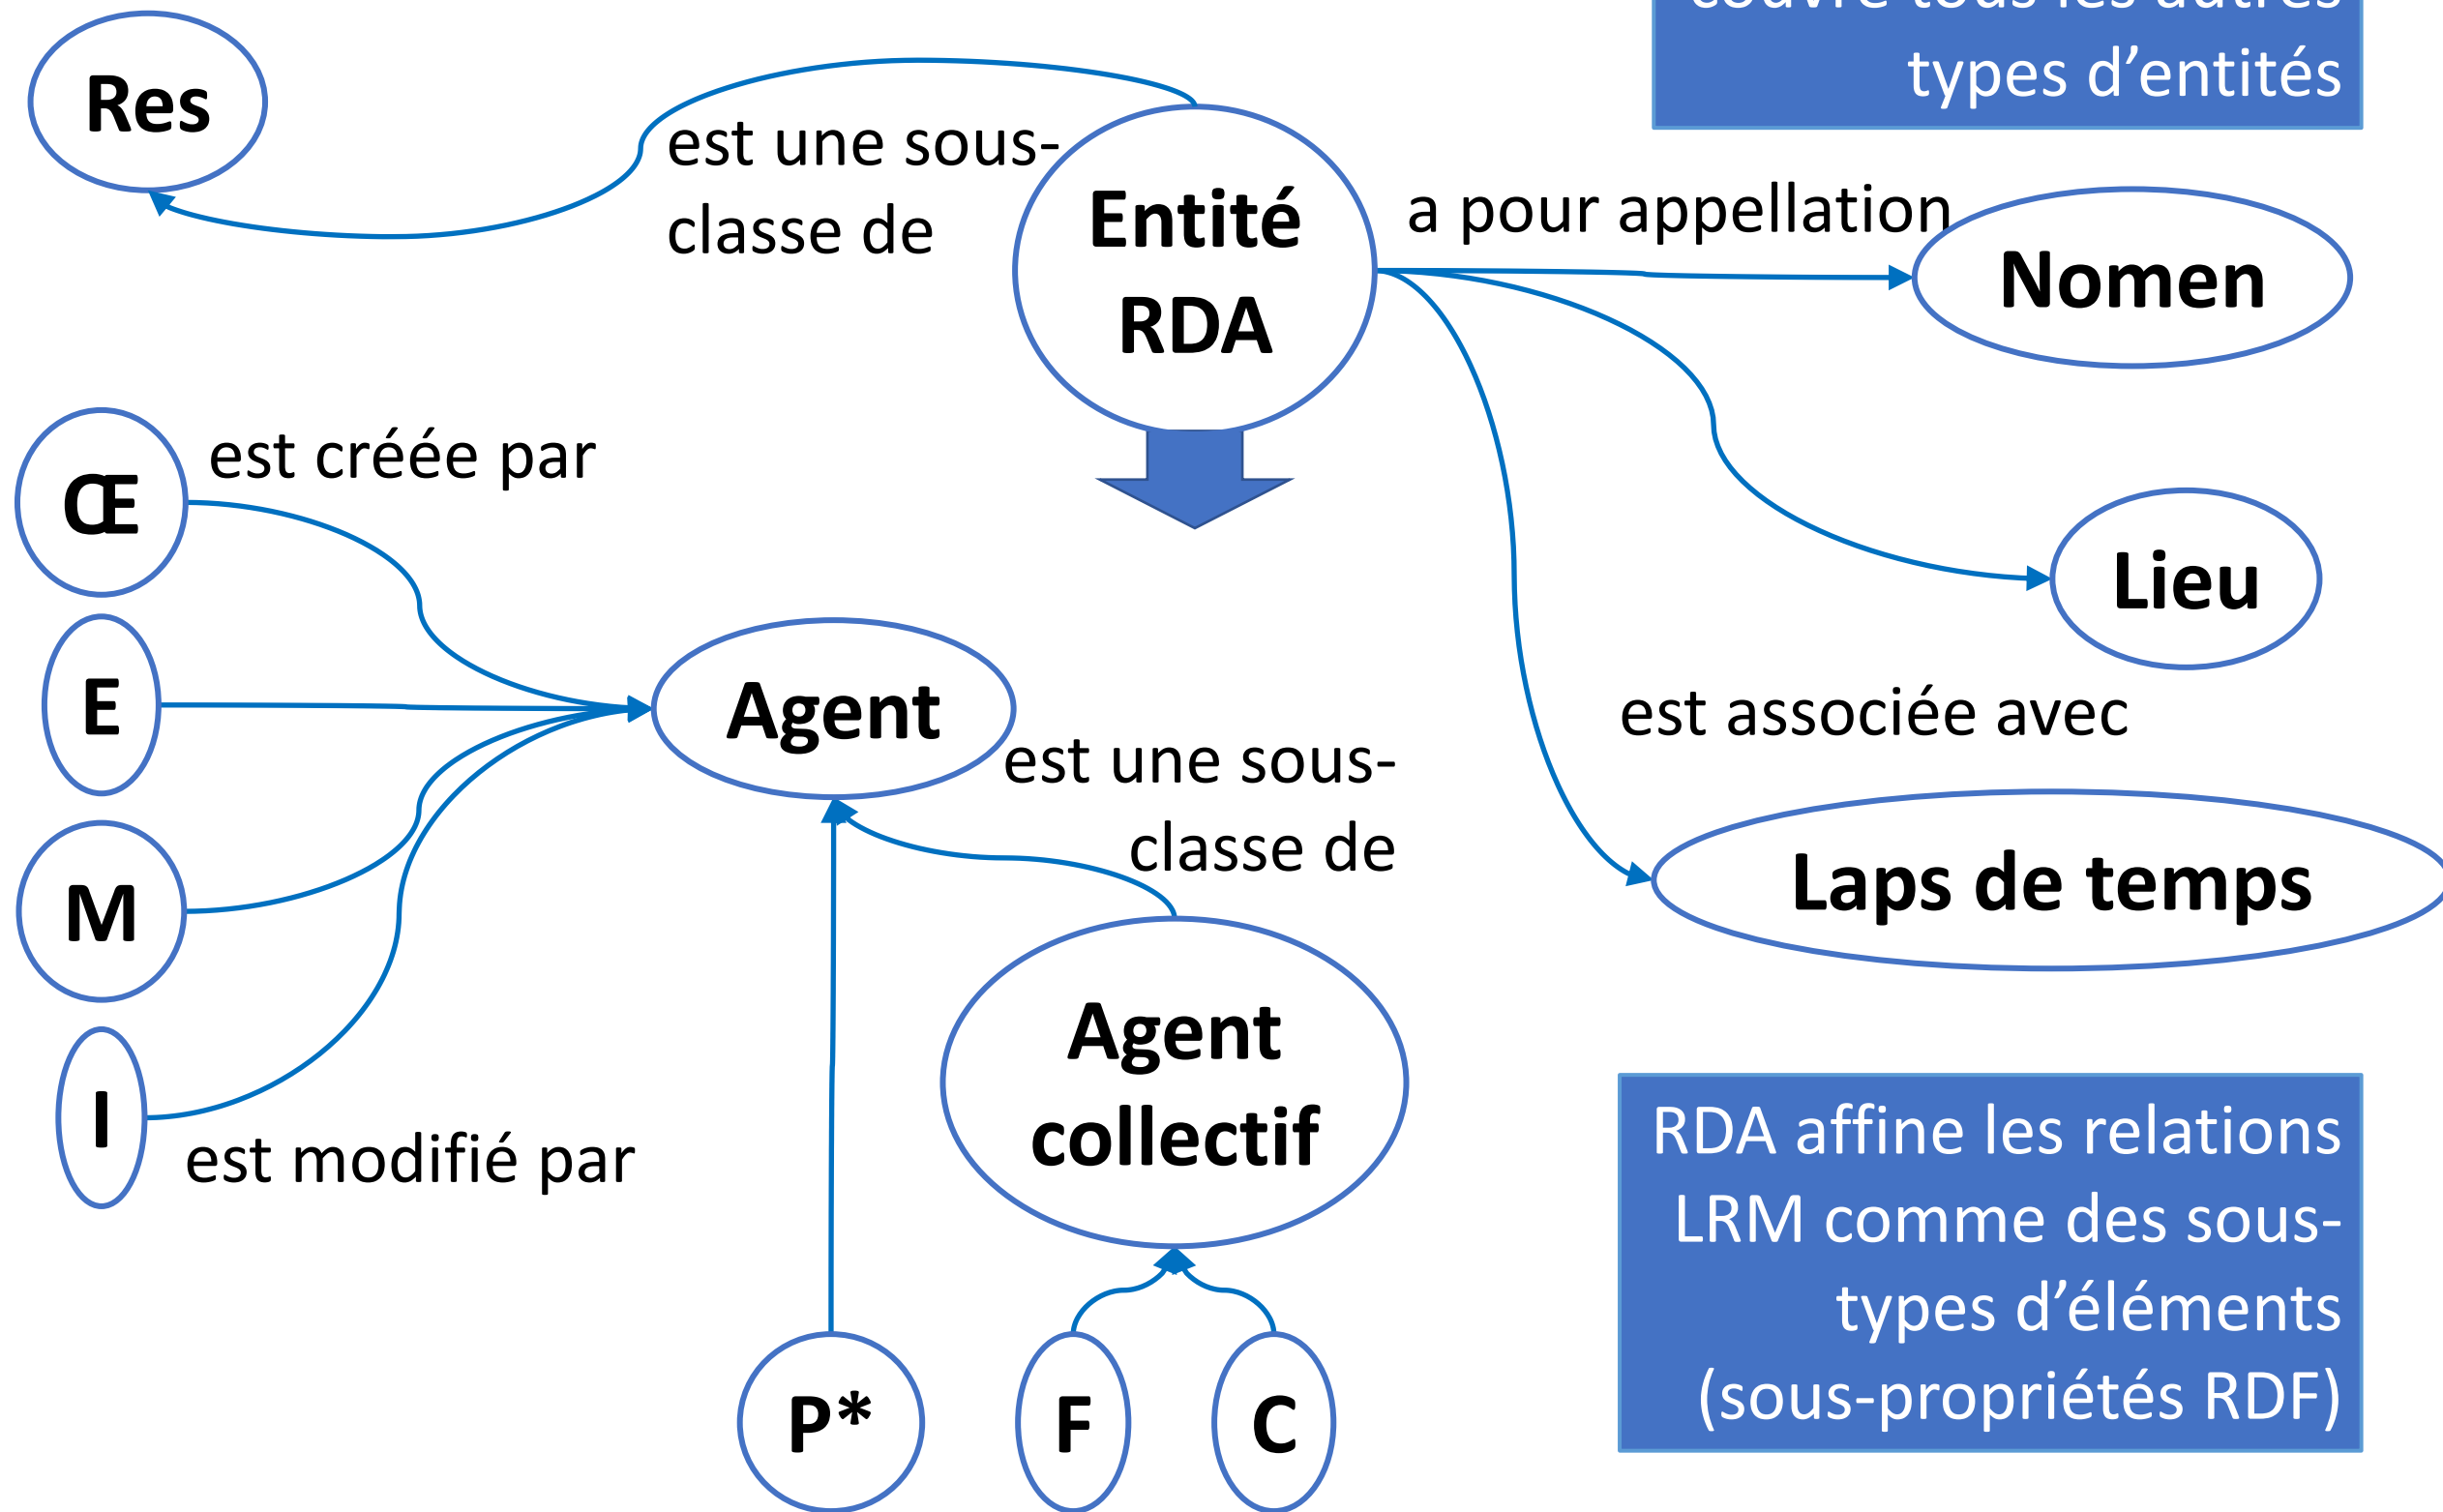 types d’entités
Res
est une sous-
classe de
Entité
RDA
a pour appellation
Nomen
Œ
est créée par
Lieu
E
Agent
est associée avec
est une sous-
classe de
M
Laps de temps
Agent
collectif
I
est modifié par
RDA affine les relations
LRM comme des sous-
types d’éléments
(sous-propriétés RDF)
P*
F
C